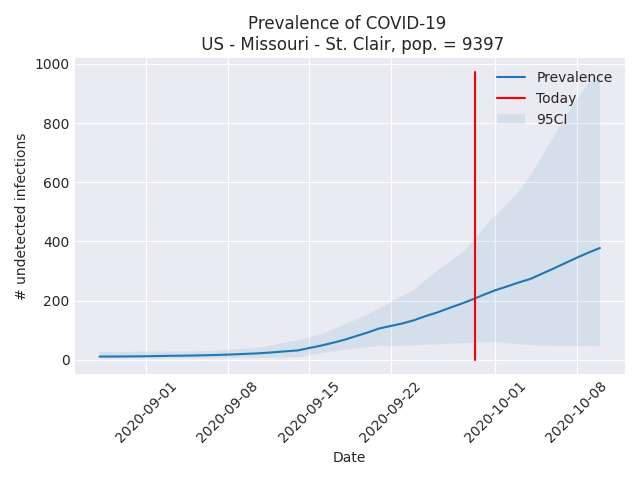 Prevalence of COVID-19
US - Missouri - St. Clair, pop. = 9397
1000
800
600
400
200
0
# undetected infections
Prevalence
Today
95CI
2020-09-01
2020-09-08
2020-09-15
2020-09-22
2020-10-01
2020-10-08
Date